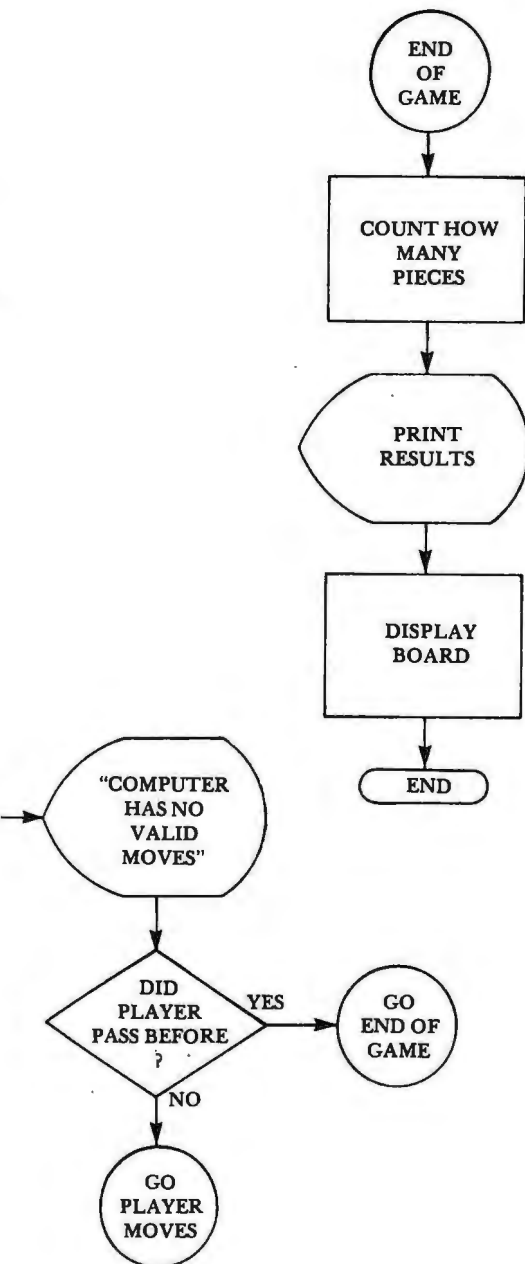 END
OF
GAME
COUNT HOW
MANY
PIECES
PRINT
RESULTS
DISPLAY
BOARD
END
"COMPUTER
HAS NO
VALID
MOVES"
DID
PLAYER
PASS BEFORE
?
YES
GO
END OF
GAME
NO
GO
PLAYER
MOVES